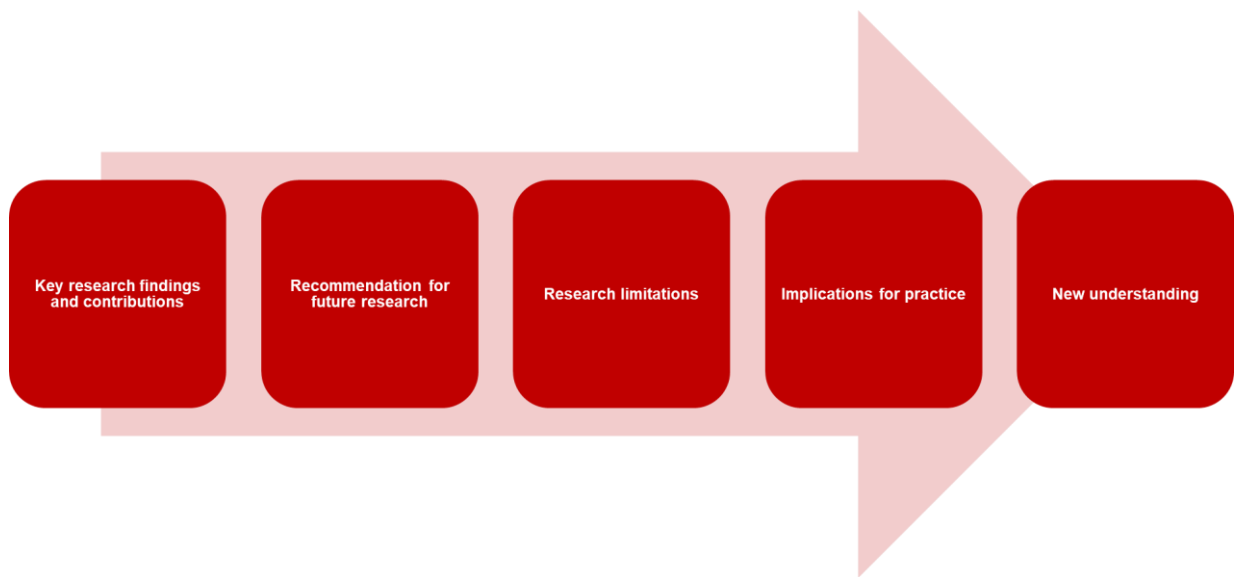 Key research findings
and contributions
Recommendation for
future research
Research limitations
Implications for practice
New understanding